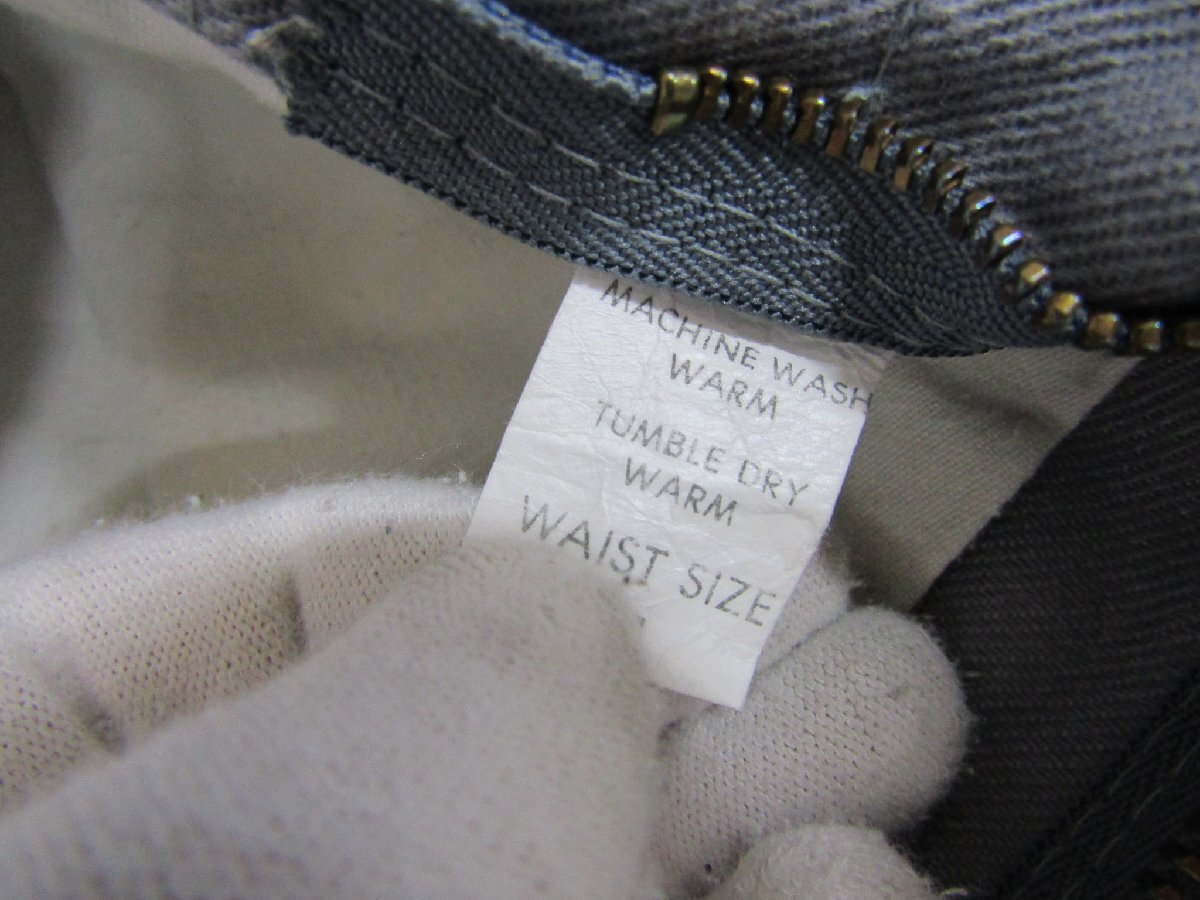 MACHINE WASH
WARM
TUMBLE DRY
WARM
WAIST SIZE